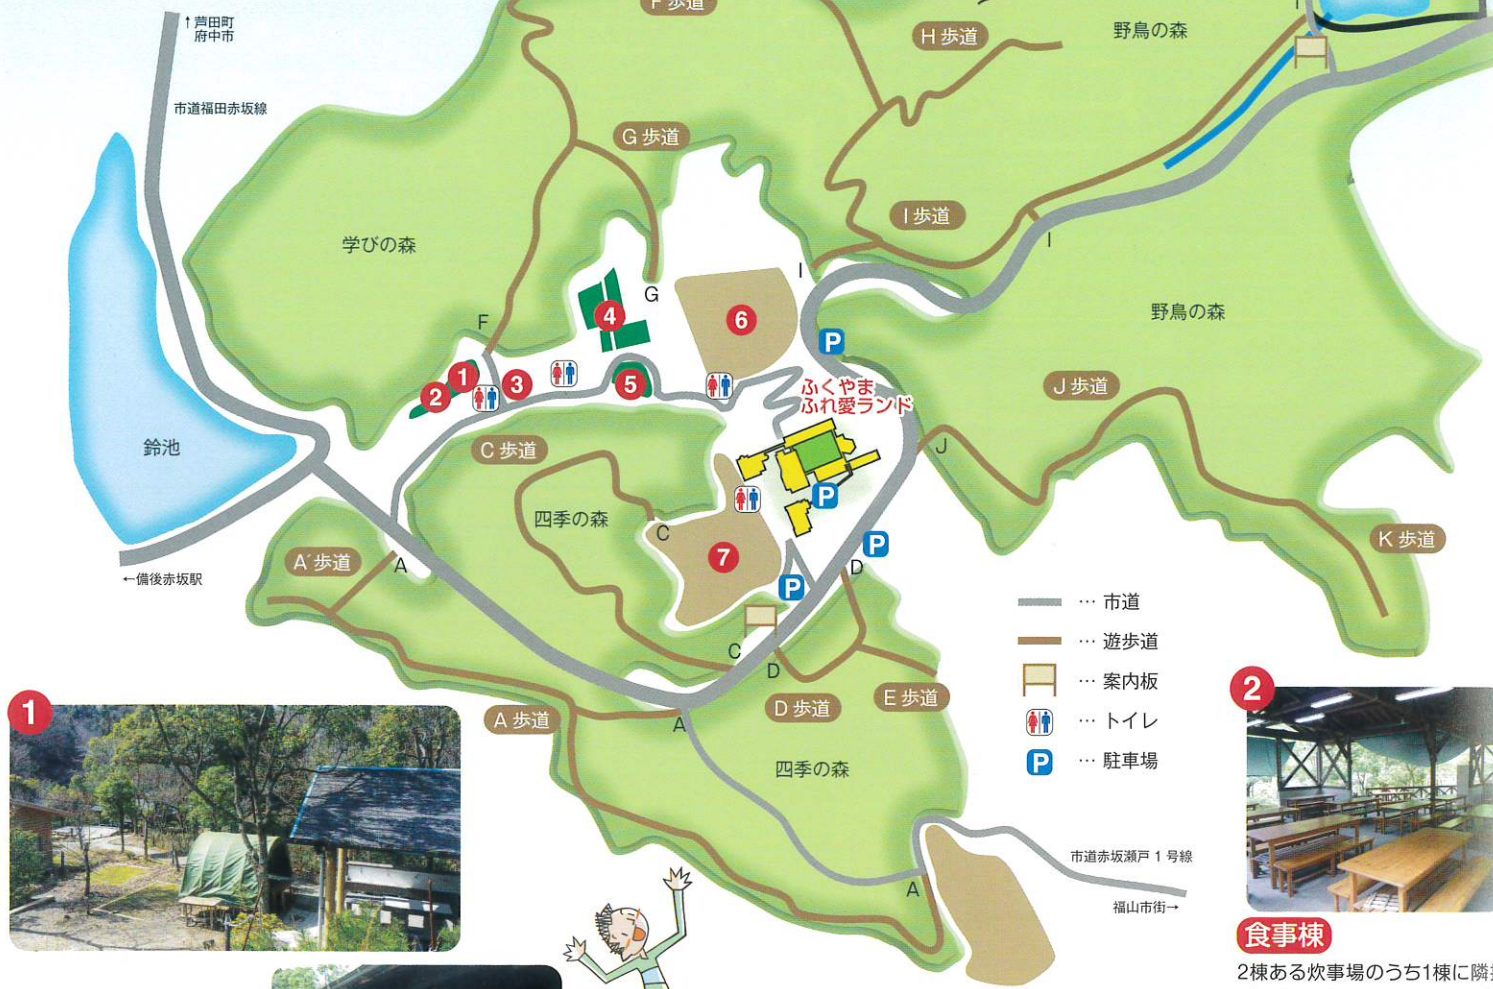 ↑芦田町
府中市
F 歩道
H 歩道
野鳥の森
市道福田赤坂線
G 歩道
I 歩道
I
学びの森
I
G
4
6
野鳥の森
F
P
1
2
3
5
ふくやま
ふれ愛ランド
J 歩道
鈴池
C 歩道
J
P
四季の森
C
7
P
D
K 歩道
A´歩道
A
←備後赤坂駅
P
… 市道
… 遊歩道
… 案内板
… トイレ
P … 駐車場
C
D
A 歩道
A
D 歩道
E 歩道
四季の森
市道赤坂瀬戸 1 号線
A
福山市街→
1
2
食事棟
2棟ある炊事場のうち1棟に隣